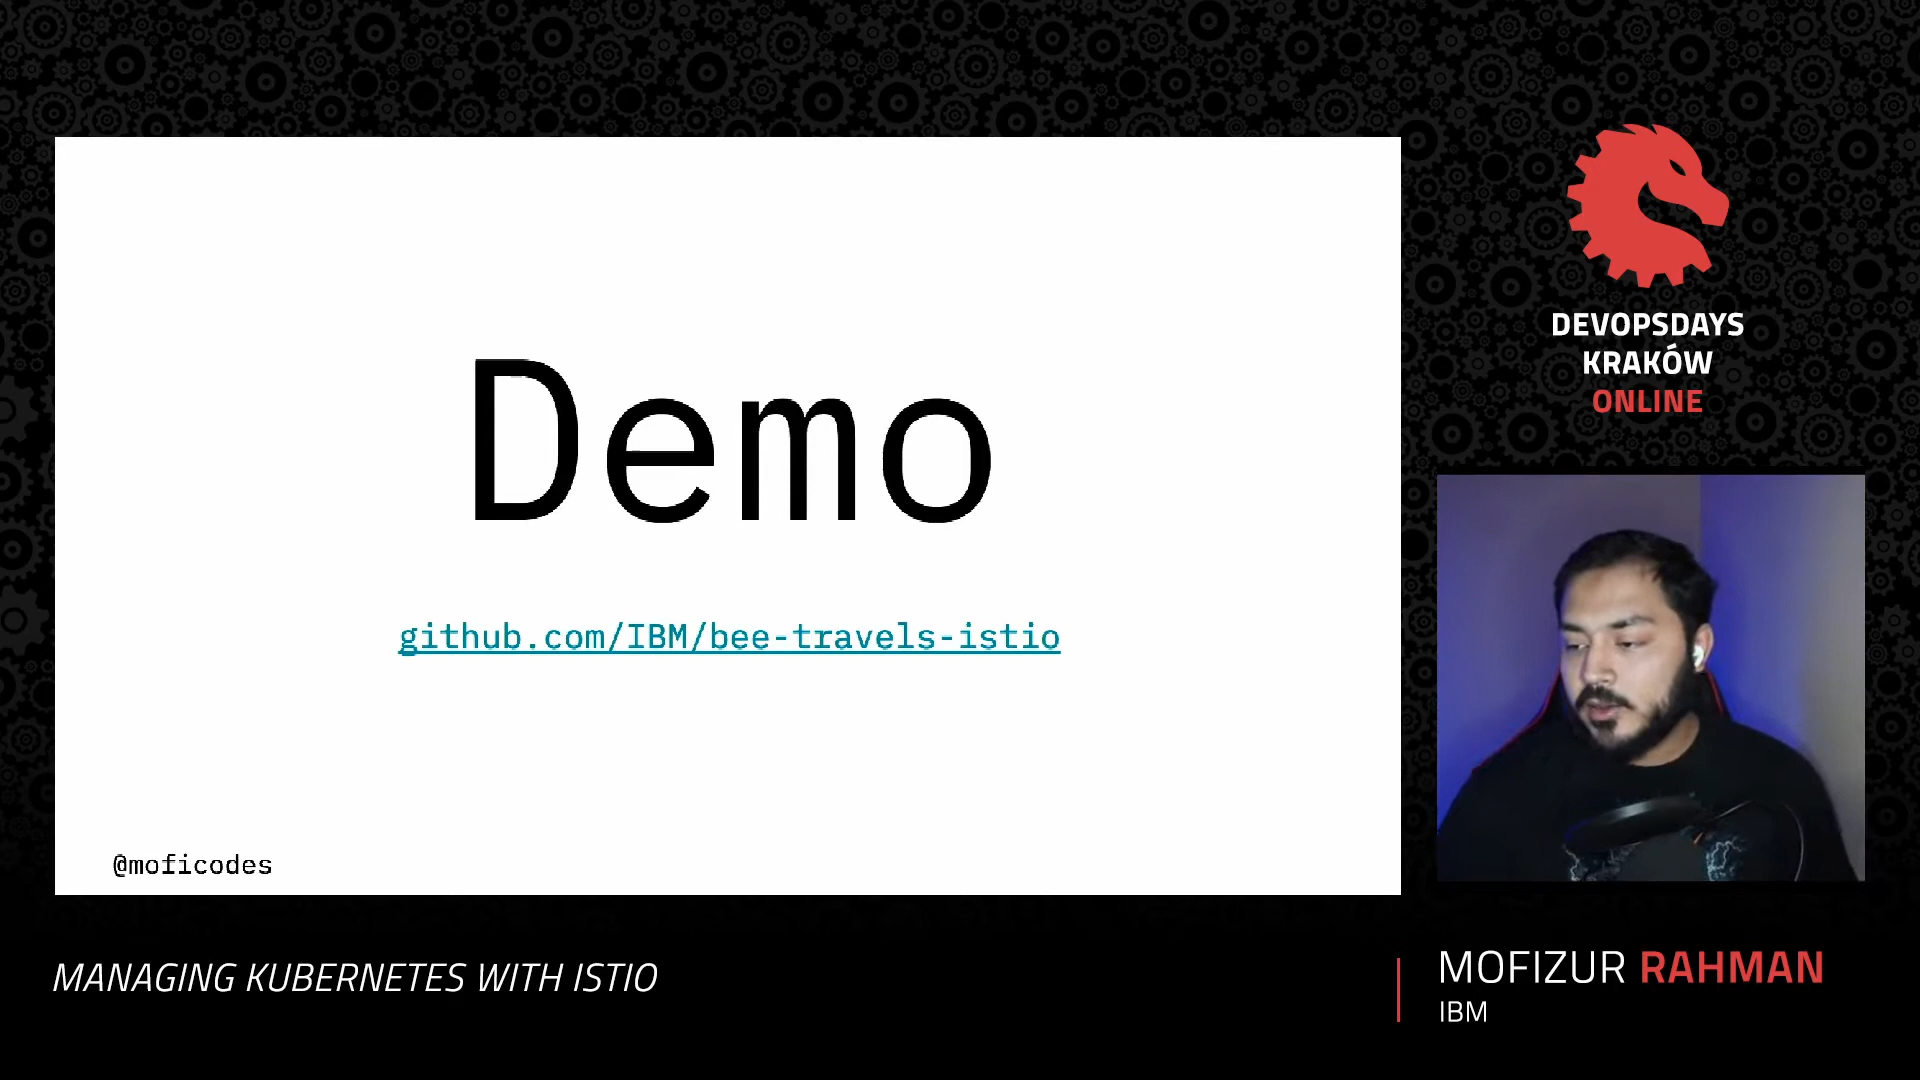 Demo
github.com/IBM/bee-travels-istio
@moficodes
DEVOPSDAYS
KRAKÓW
ONLINE
MANAGING KUBERNETES WITH ISTIO
MOFIZUR RAHMAN
IBM